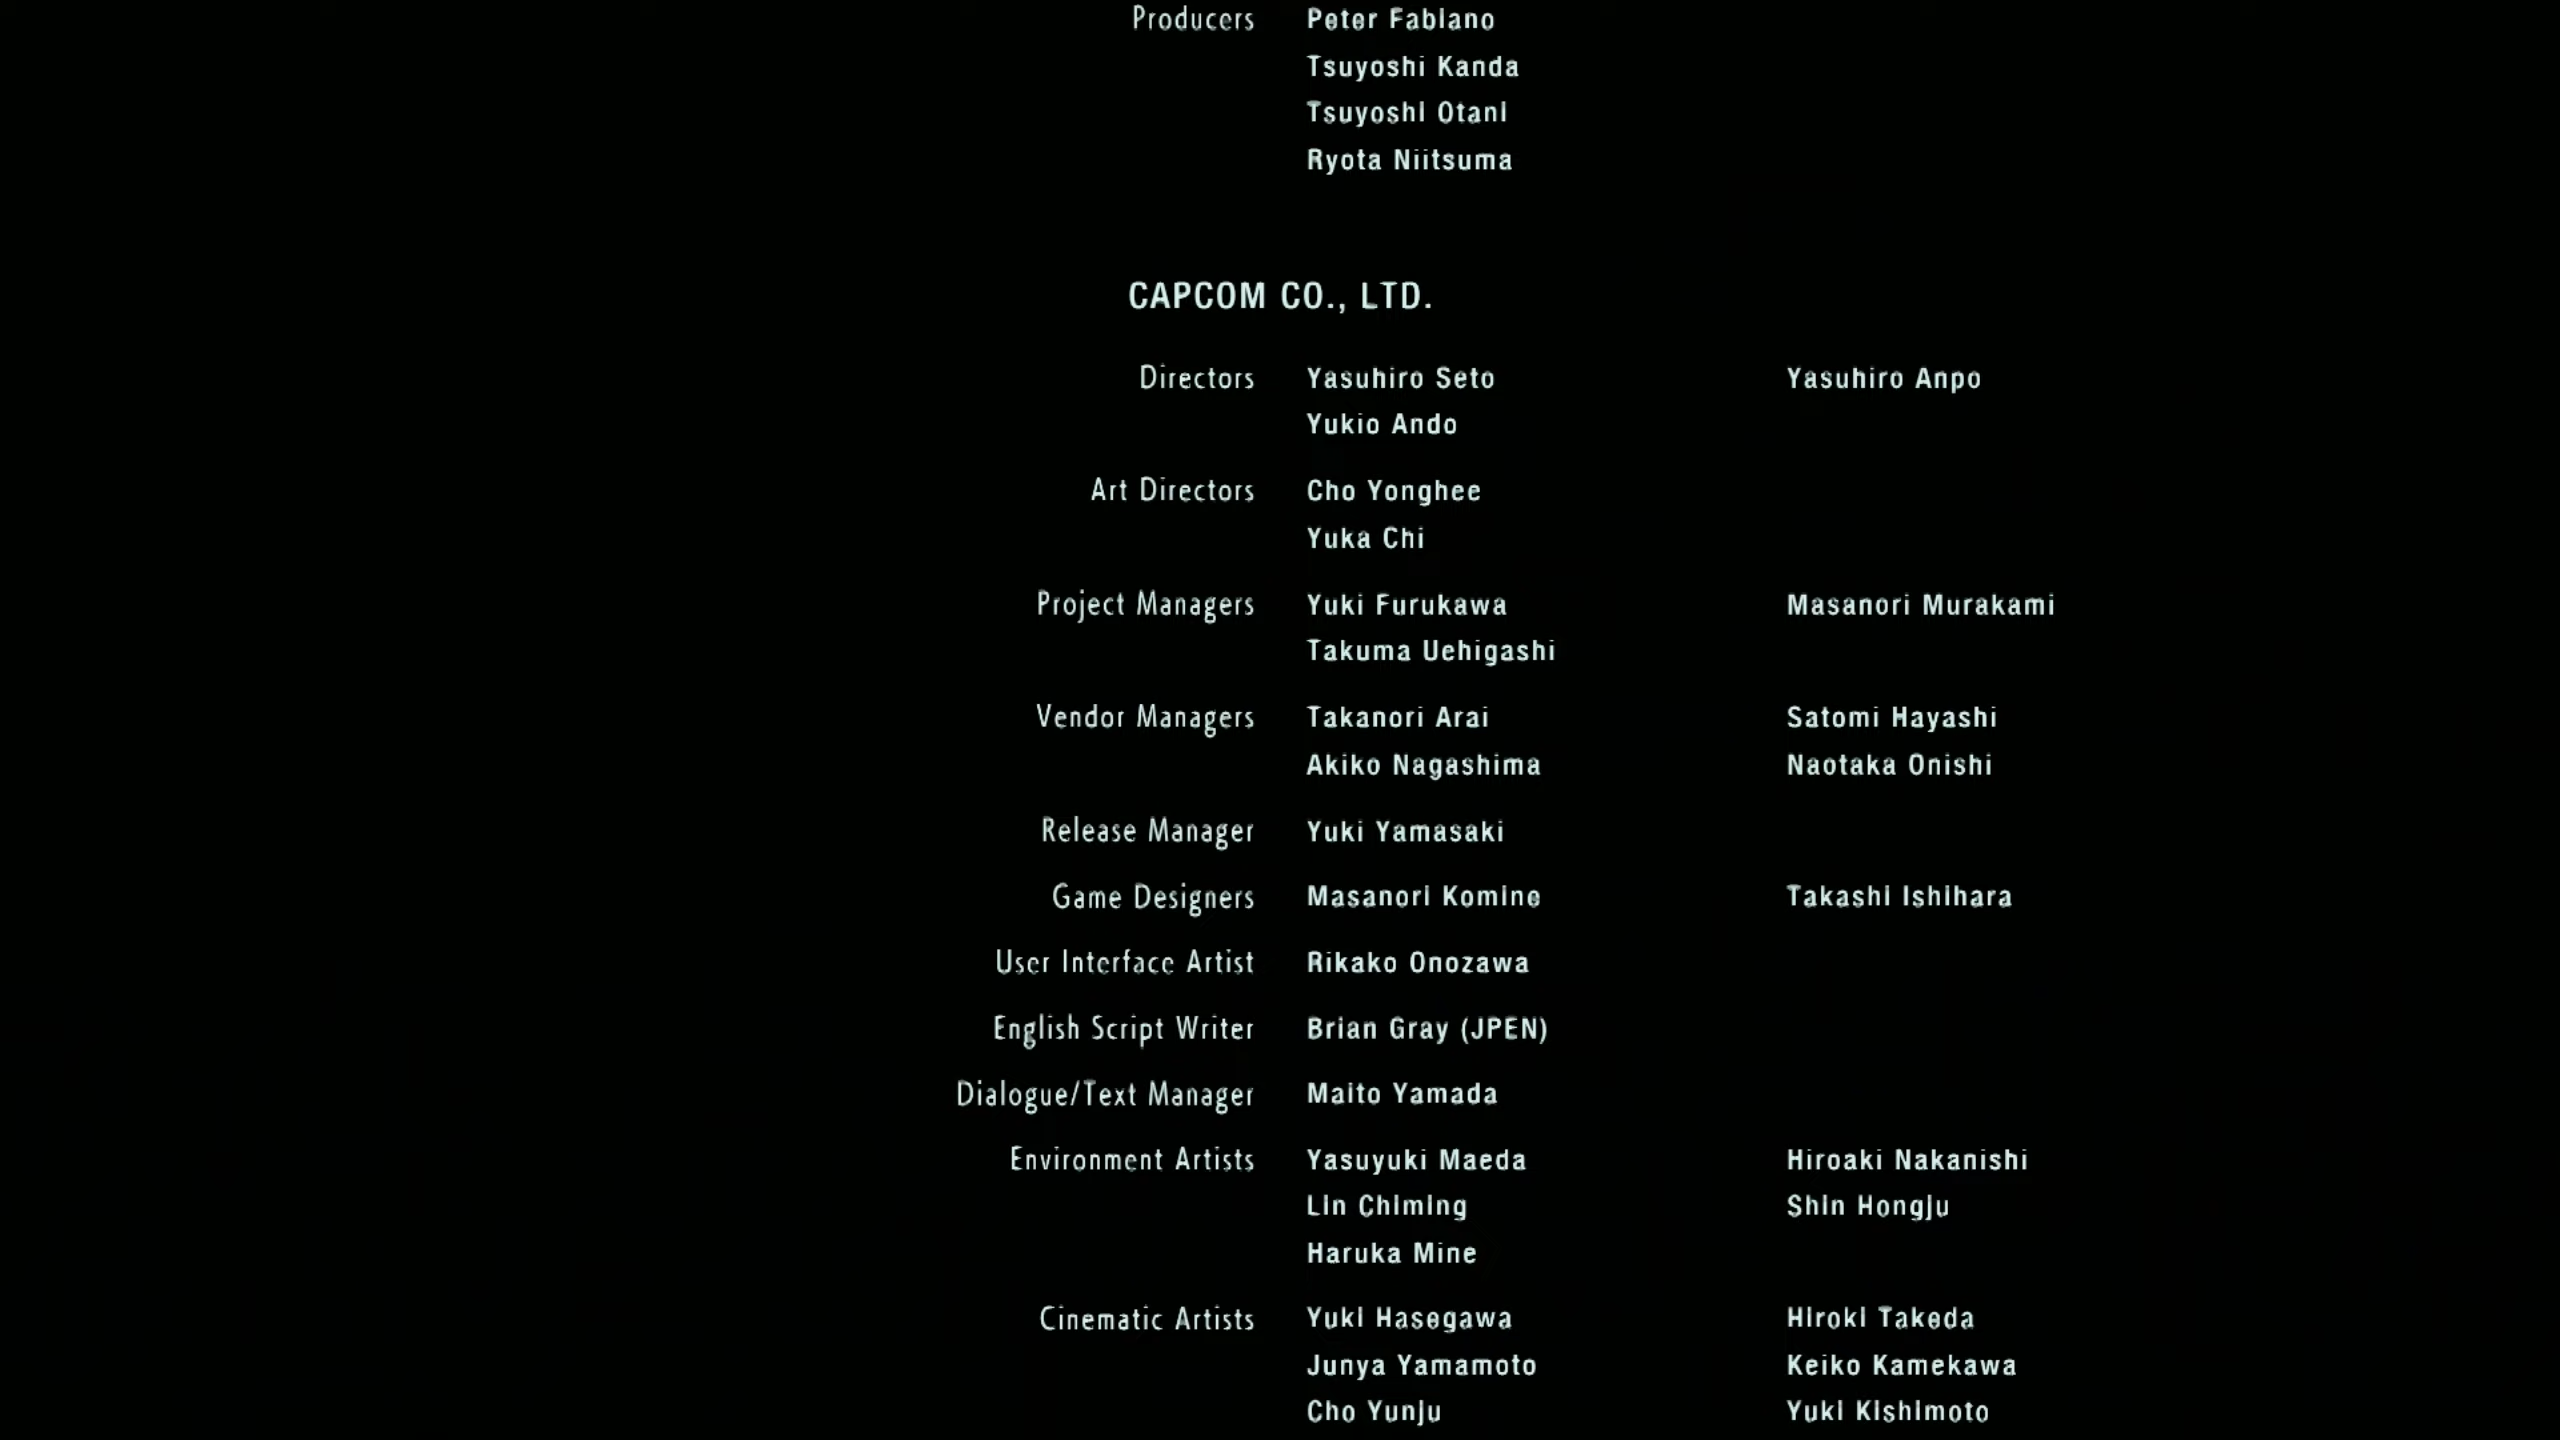 Producers Peter Fabiano
Tsuyoshi Kanda
Tsuyoshi Otani
Ryota Niitsuma
CAPCOM CO., LTD.
Directors Yasuhiro Seto Yasuhiro Anpo
Yukio Ando
Art Directors Cho Yonghee
Yuka Chi
Project Managers Yuki Furukawa Masanori Murakami
Takuma Uehigashi
Vendor Managers Takanori Arai Satomi Hayashi
Akiko Nagashima Naotaka Onishi
Release Manager Yuki Yamasaki
Game Designers Masanori Komine Takashi Ishihara
User Interface Artist Rikako Onozawa
English Script Writer Brian Gray (JPEN)
Dialogue/Text Manager Maito Yamada
Environment Artists Yasuyuki Maeda Hiroaki Nakanishi
Lin Chiming Shin Hongju
Haruka Mine
Cinematic Artists Yuki Hasegawa Hiroki Takeda
Junya Yamamoto Keiko Kamekawa
Cho Yunju Yuki Kishimoto